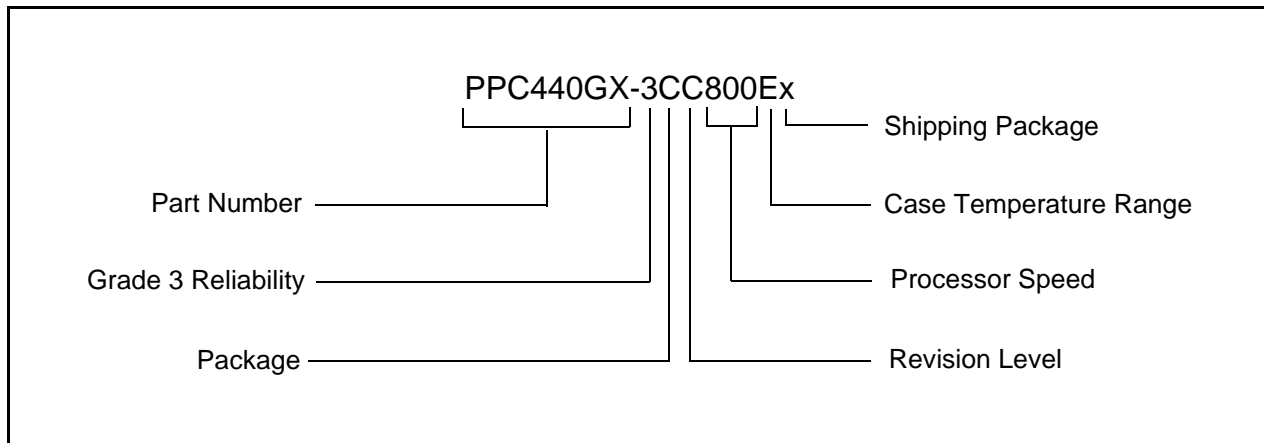 PPC440GX-3CC800Ex
Shipping Package
Part Number
Case Temperature Range
Grade 3 Reliability
Processor Speed
Package
Revision Level